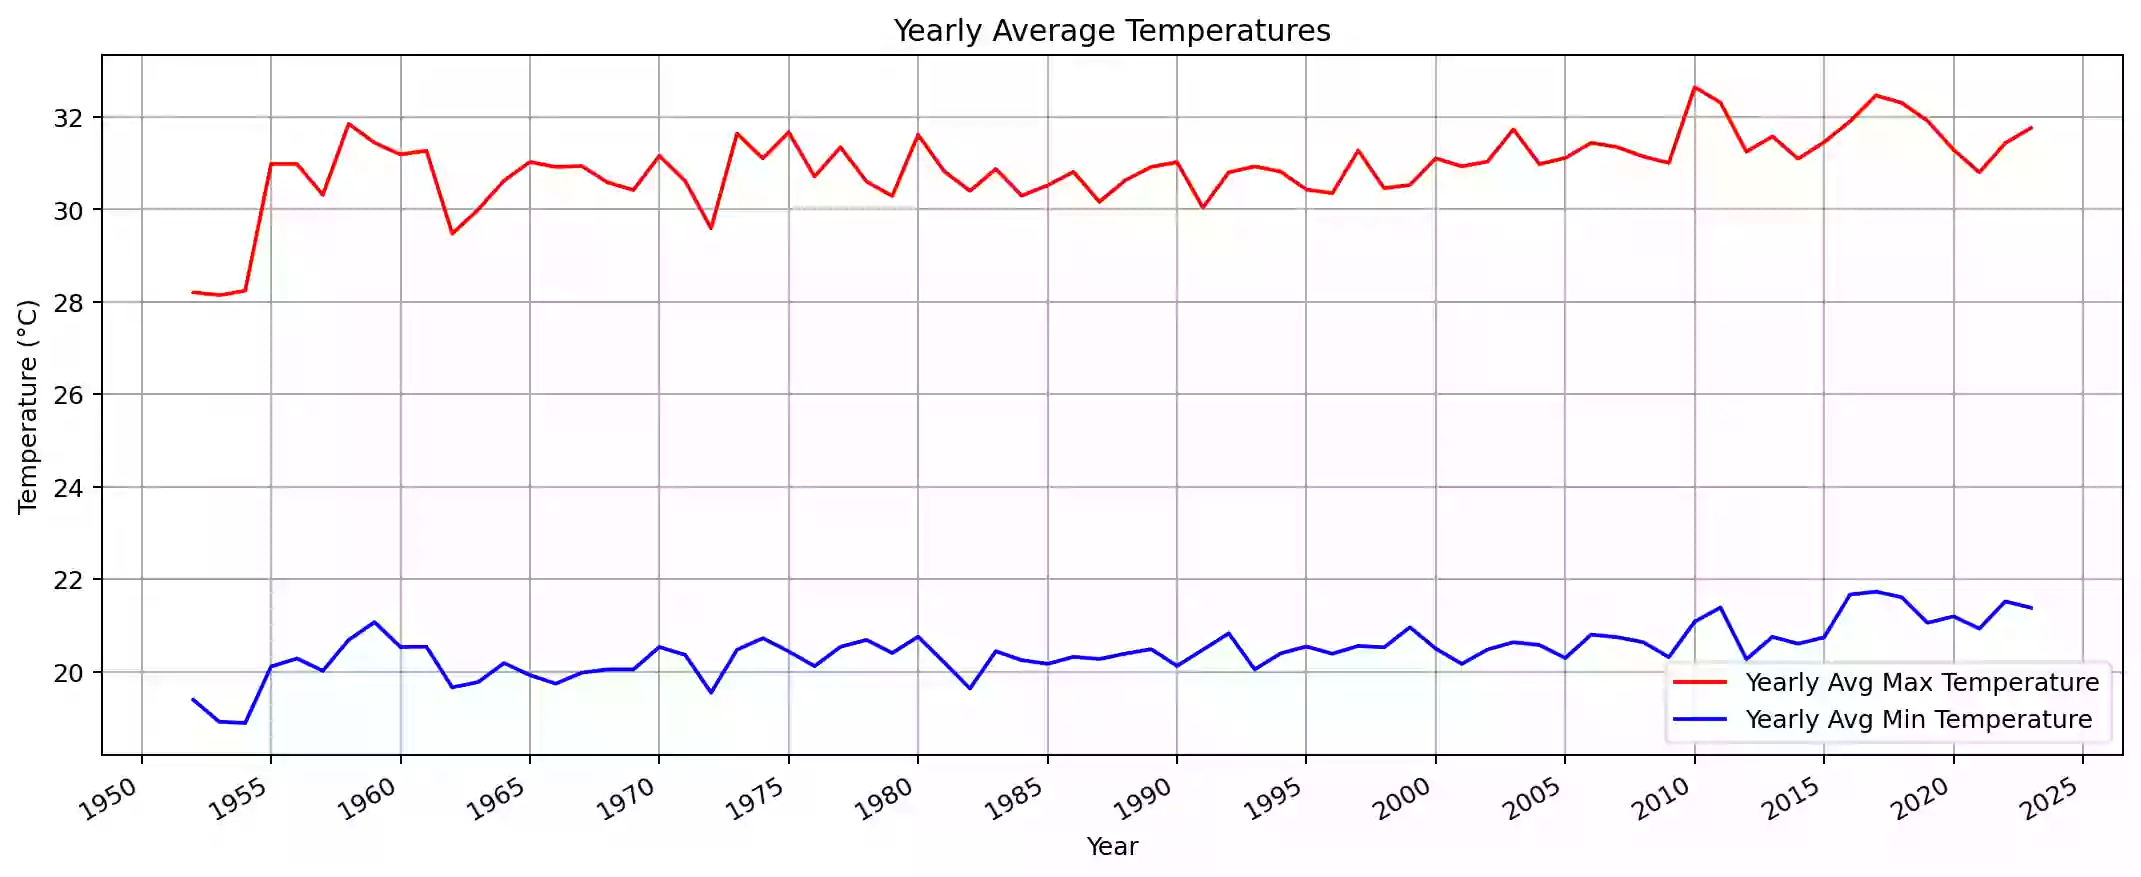 Yearly Average Temperatures
Temperature (°C)
32
30
28
26
24
22
20
Yearly Avg Max Temperature
Yearly Avg Min Temperature
1950 1955 1960 1965 1970 1975 1980 1985 1990 1995 2000 2005 2010 2015 2020 2025
Year